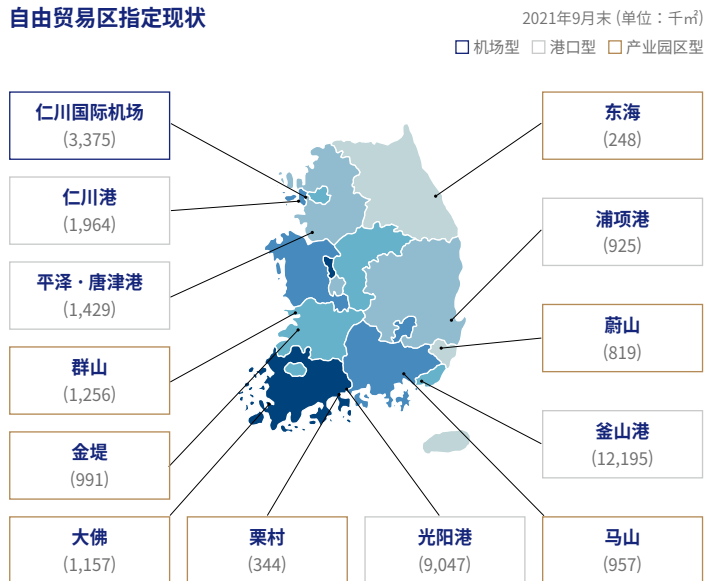 自由贸易区指定现状
2021年9月末 (单位：千㎡)
机场型 港口型 产业园区型
仁川国际机场
(3,375)
仁川港
(1,964)
平泽 · 唐津港
(1,429)
群山
(1,256)
金堤
(991)
大佛
(1,157)
栗村
(344)
光阳港
(9,047)
马山
(957)
东海
(248)
浦项港
(925)
蔚山
(819)
釜山港
(12,195)